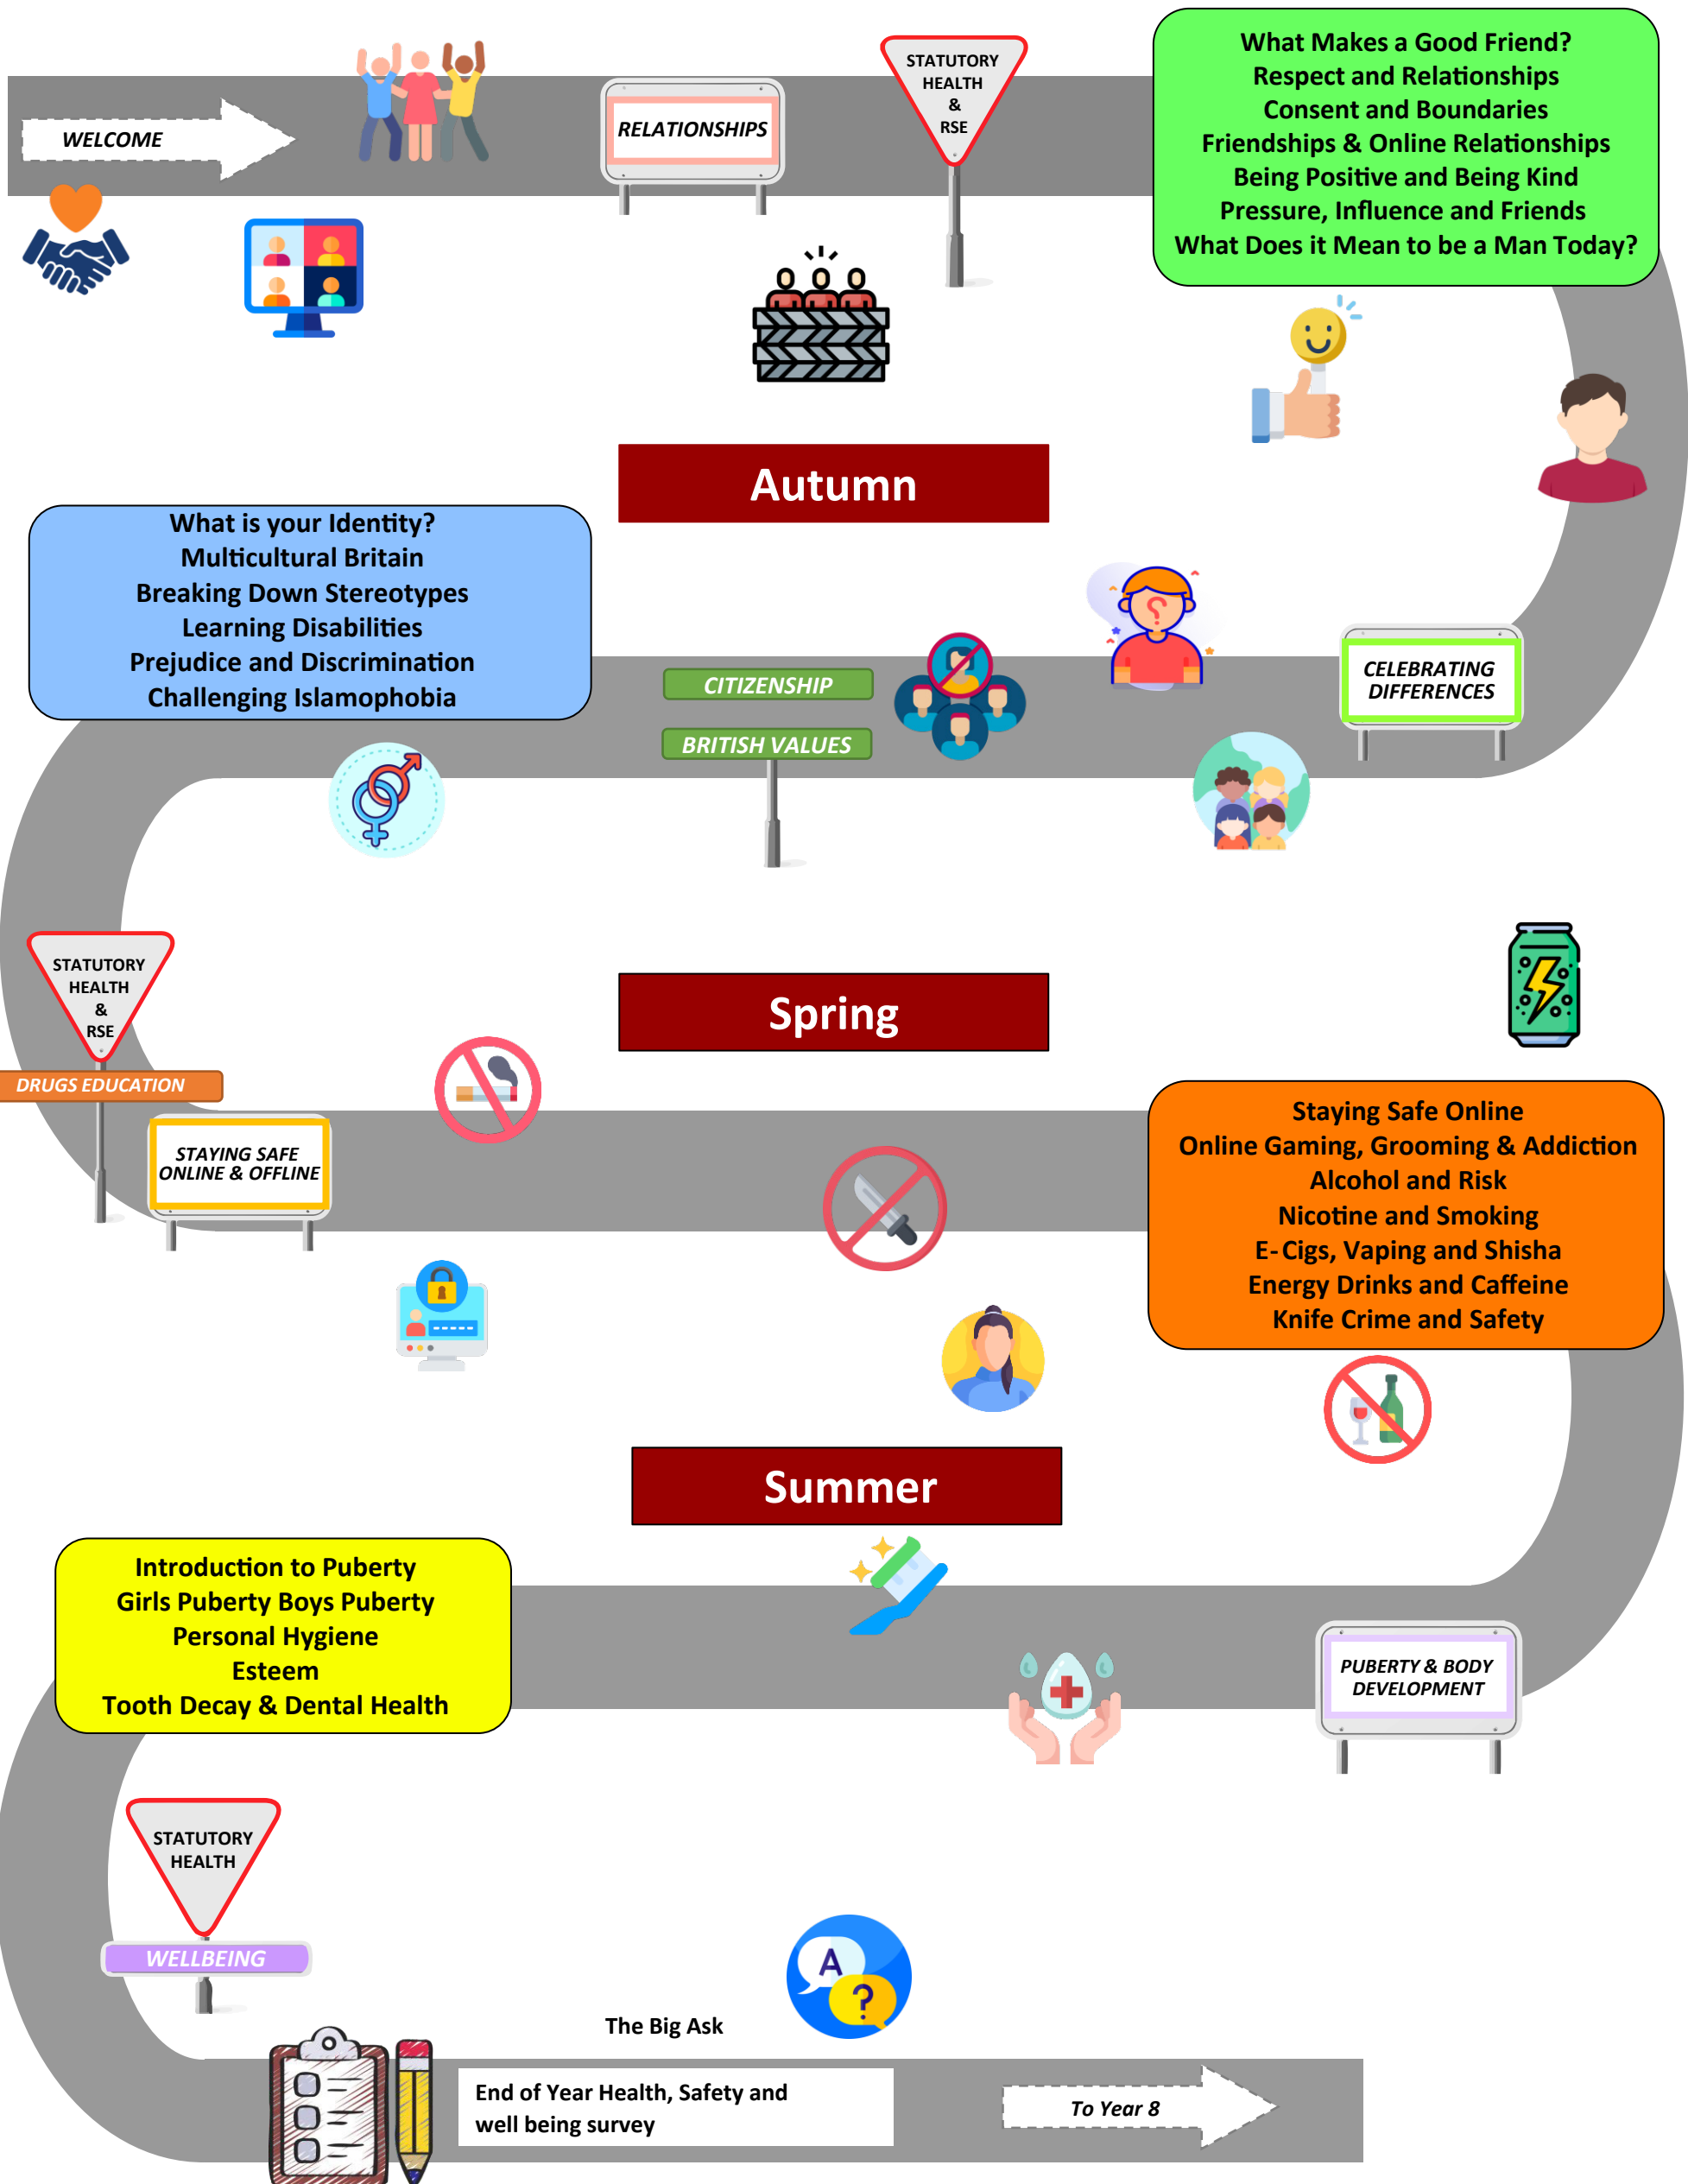 WELCOME
RELATIONSHIPS
STATUTORY
HEALTH
&
RSE
What Makes a Good Friend?
Respect and Relationships
Consent and Boundaries
Friendships & Online Relationships
Being Positive and Being Kind
Pressure, Influence and Friends
What Does it Mean to be a Man Today?
Autumn
What is your Identity?
Multicultural Britain
Breaking Down Stereotypes
Learning Disabilities
Prejudice and Discrimination
Challenging Islamophobia
CITIZENSHIP
BRITISH VALUES
?
CELEBRATING
DIFFERENCES
STATUTORY
HEALTH
&
RSE
DRUGS EDUCATION
STAYING SAFE
ONLINE & OFFLINE
Spring
Staying Safe Online
Online Gaming, Grooming & Addiction
Alcohol and Risk
Nicotine and Smoking
E-Cigs, Vaping and Shisha
Energy Drinks and Caffeine
Knife Crime and Safety
Summer
Introduction to Puberty
Girls Puberty Boys Puberty
Personal Hygiene
Esteem
Tooth Decay & Dental Health
PUBERTY & BODY
DEVELOPMENT
STATUTORY
HEALTH
WELLBEING
A
?
The Big Ask
End of Year Health, Safety and
well being survey
To Year 8